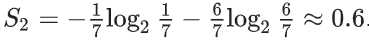 S₂ = −1/7 log₂ 1/7 − 6/7 log₂ 6/7 ≈ 0.6